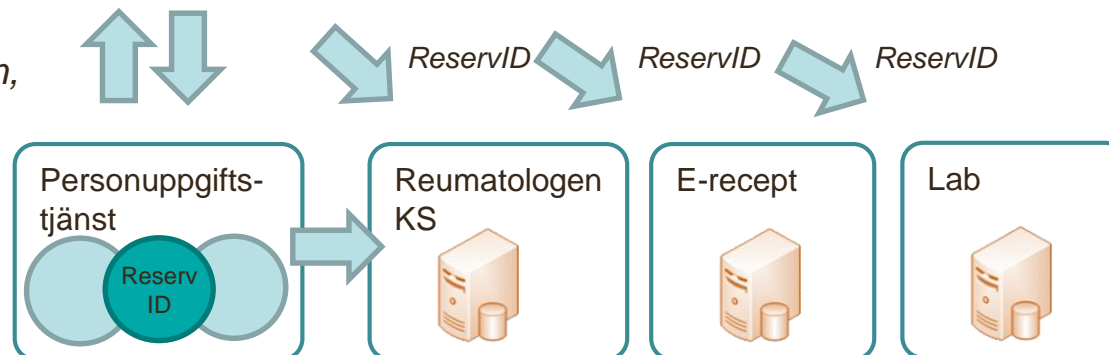 ReservID
ReservID
ReservID
Personuppgifts-
tjänst
Reserv
ID
Reumatologen
KS
E-recept
Lab